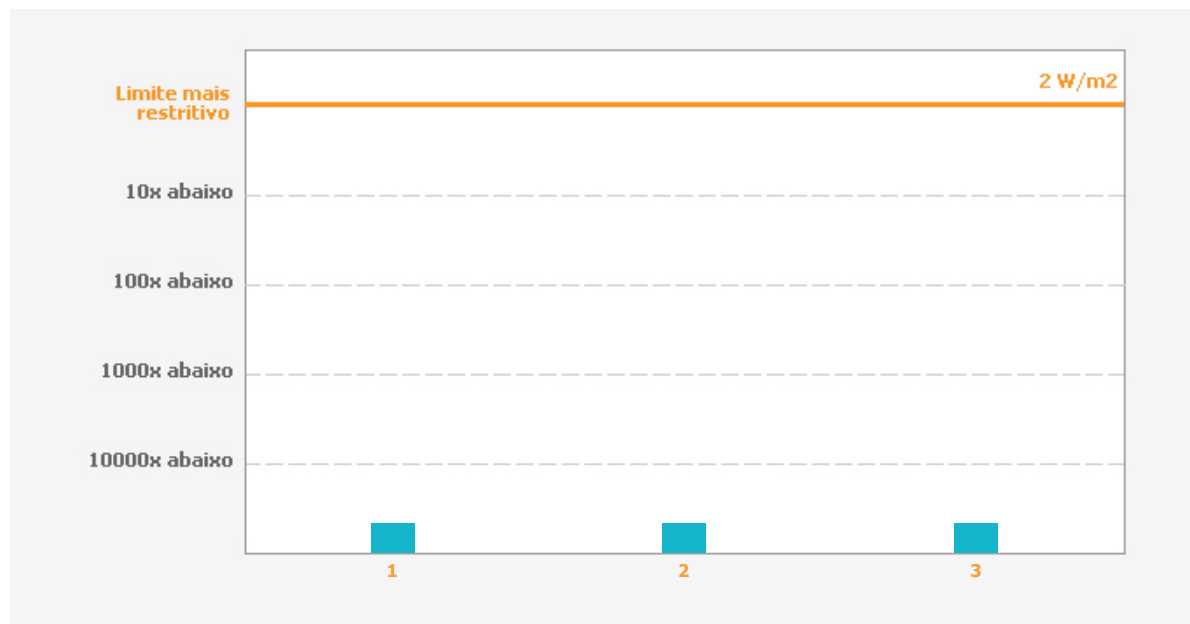 2 W/m2
Limite mais
restritivo
10x abaixo
100x abaixo
1000x abaixo
10000x abaixo
1
2
3